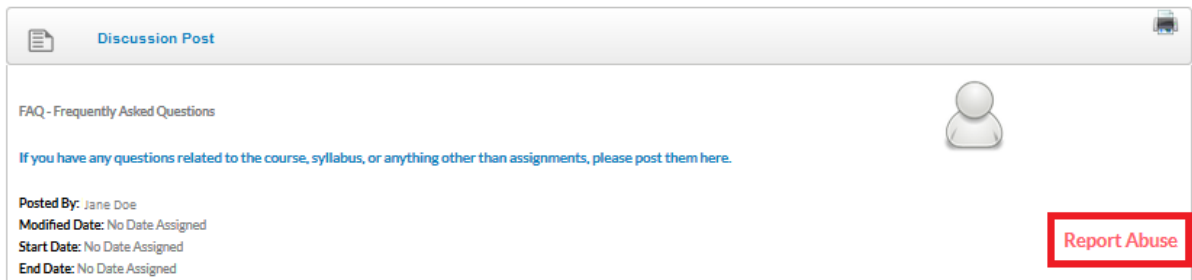 Discussion Post
FAQ - Frequently Asked Questions
If you have any questions related to the course, syllabus, or anything other than assignments, please post them here.
Posted By: Jane Doe
Modified Date: No Date Assigned
Start Date: No Date Assigned
Report Abuse
End Date: No Date Assigned